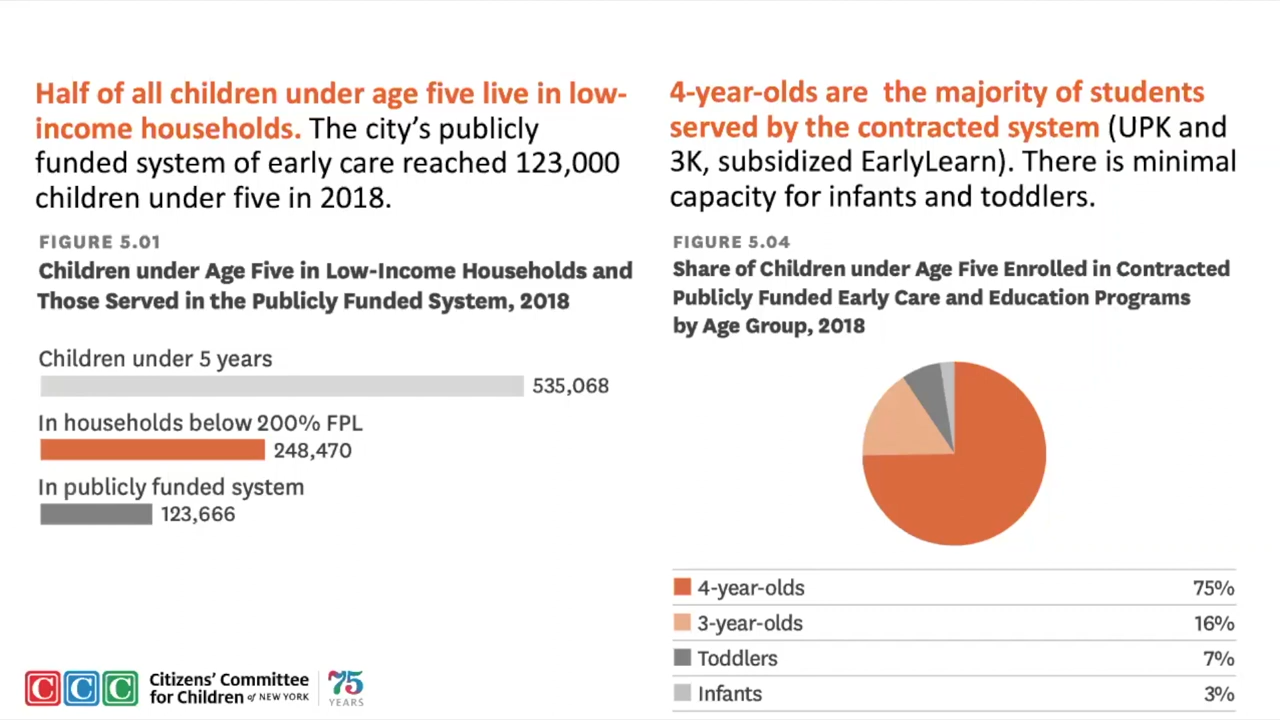 Half of all children under age five live in low-
income households. The city's publicly
funded system of early care reached 123,000
children under five in 2018.
FIGURE 5.01
Children under Age Five in Low-Income Households and
Those Served in the Publicly Funded System, 2018
Children under 5 years
535,068
In households below 200% FPL
248,470
In publicly funded system
123,666
4-year-olds are  the majority of students
served by the contracted system (UPK and
3K, subsidized EarlyLearn). There is minimal
capacity for infants and toddlers.
FIGURE 5.04
Share of Children under Age Five Enrolled in Contracted
Publicly Funded Early Care and Education Programs
by Age Group, 2018
4-year-olds 75%
3-year-olds 16%
Toddlers 7%
Infants 3%
CCC
Citizens' Committee
for Children of NEW YORK
75
YEARS